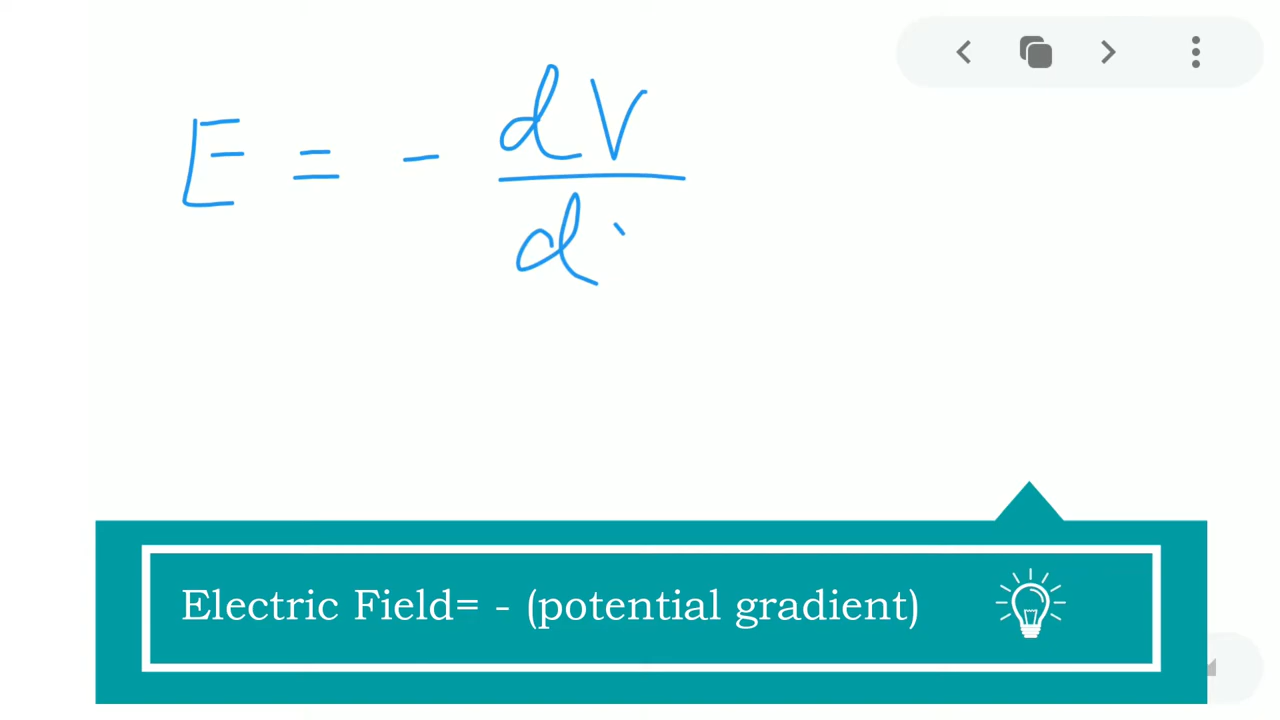 E = - dV
d
Electric Field= - (potential gradient)